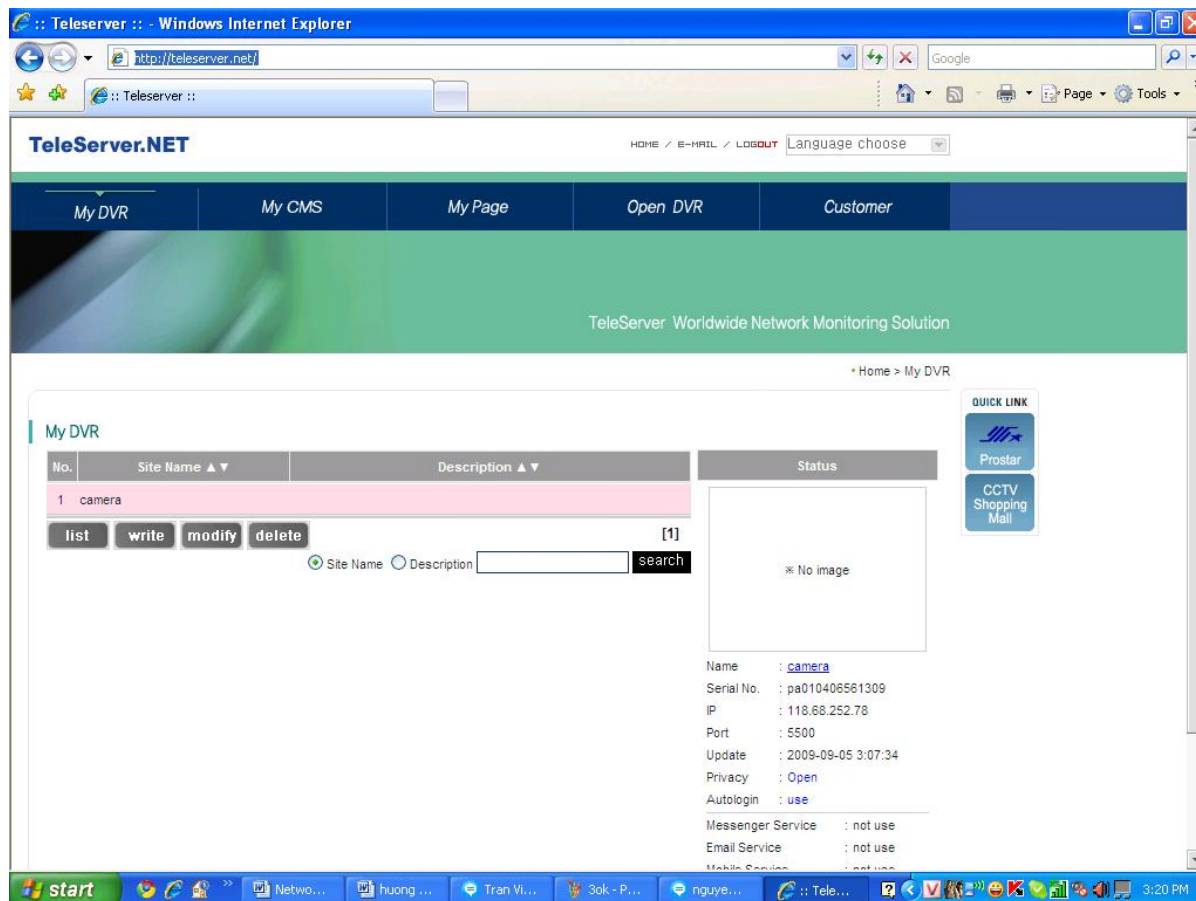 :: Teleserver :: - Windows Internet Explorer
http://teleserver.net/
Google
:: Teleserver ::
Page
Tools
TeleServer.NET
HOME / E-MAIL / LOGOUT Language choose
My DVR My CMS My Page Open DVR Customer
TeleServer Worldwide Network Monitoring Solution
• Home > My DVR
QUICK LINK
Prostar
CCTV
Shopping
Mall
My DVR
No. Site Name ▲▼ Description ▲▼
1 camera
list write modify delete [1]
Site Name Description search
Status
※ No image
Name : camera
Serial No. : pa010406561309
IP : 118.68.252.78
Port : 5500
Update : 2009-09-05 3:07:34
Privacy : Open
Autologin : use
Messenger Service : not use
Email Service : not use
Mobile Service : not use
start Netwo... huong ... Tran Vi... 3ok - P... nguye... :: Tele... 3:20 PM